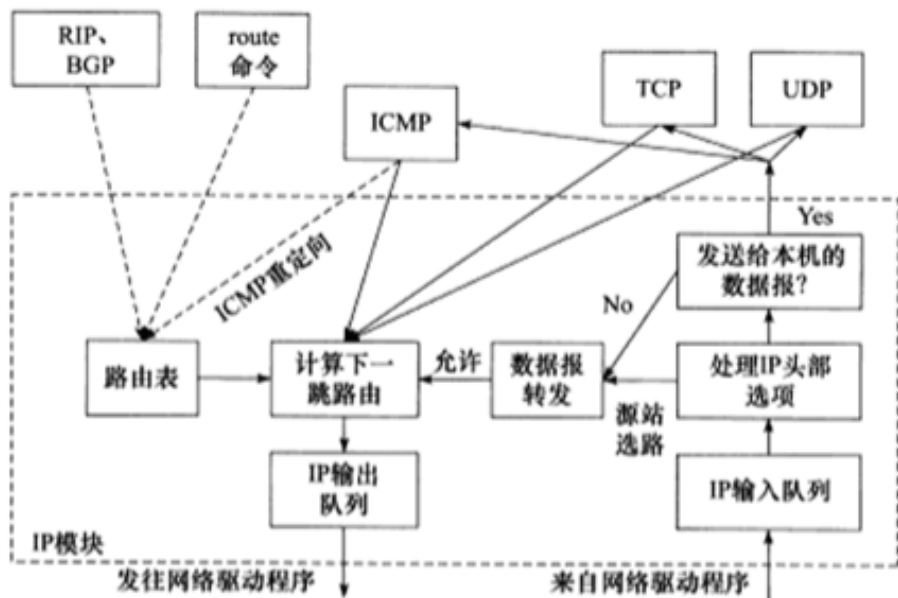 RIP、
BGP
route
命令
ICMP
TCP
UDP
Yes
发送给本机的
数据报？
No
ICMP重定向
路由表
计算下一
跳路由
允许
数据报
转发
处理IP头部
选项
源站
选路
IP输出
队列
IP输入队列
IP模块
发往网络驱动程序
来自网络驱动程序